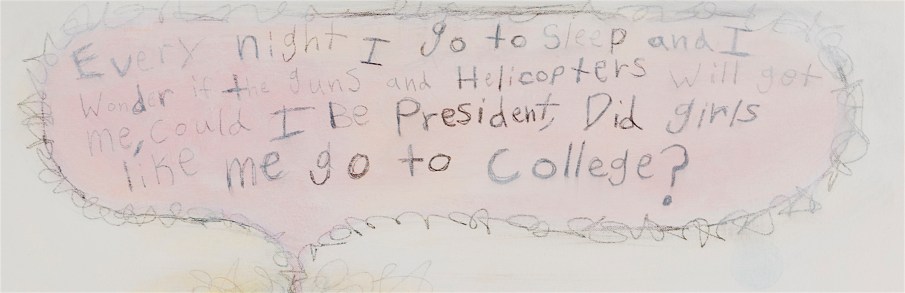 Every night I go to Sleep and I
Wonder if the guns and Helicopters will get
me, Could I Be President, Did girls
like me go to College?